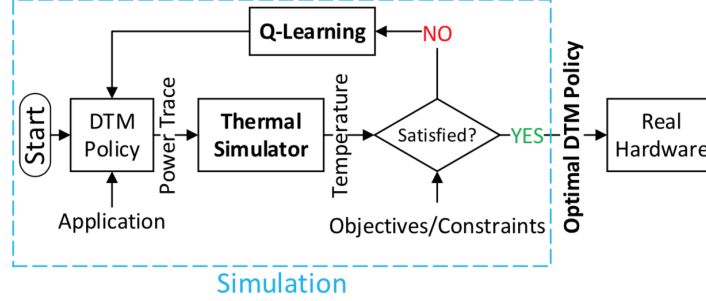 Q-Learning
NO
Start
DTM
Policy
Power Trace
Thermal
Simulator
Temperature
Satisfied?
YES
Optimal DTM Policy
Real
Hardware
Application
Objectives/Constraints
Simulation